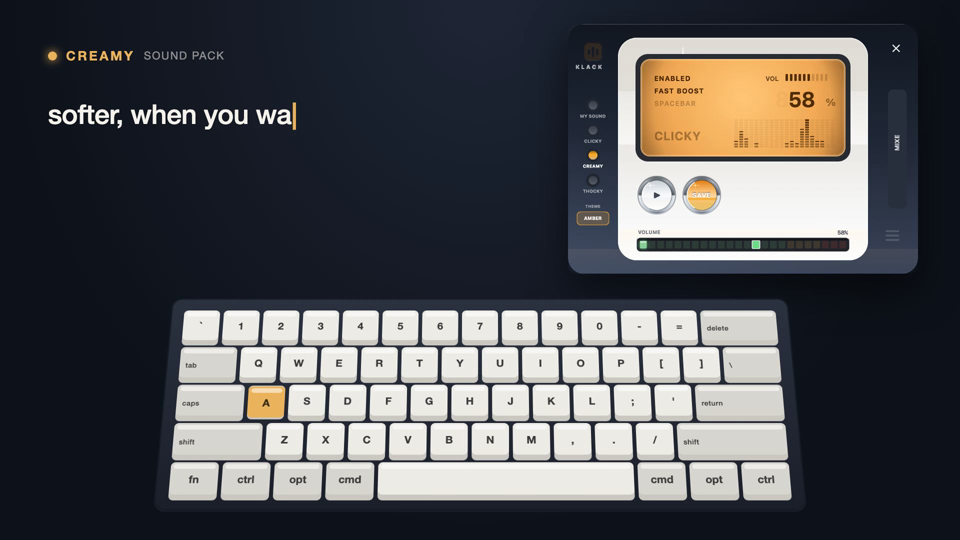 CREAMY SOUND PACK
softer, when you wa
KLACK
MY SOUND
CLICKY
CREAMY
THOCKY
THEME
AMBER
ENABLED
FAST BOOST
SPACEBAR
CLICKY
VOL
58 %
SAVE
VOLUME 58%
MIXE
` 1 2 3 4 5 6 7 8 9 0 - = delete
tab Q W E R T Y U I O P [ ] \
caps A S D F G H J K L ; ' return
shift Z X C V B N M , . / shift
fn ctrl opt cmd cmd opt ctrl